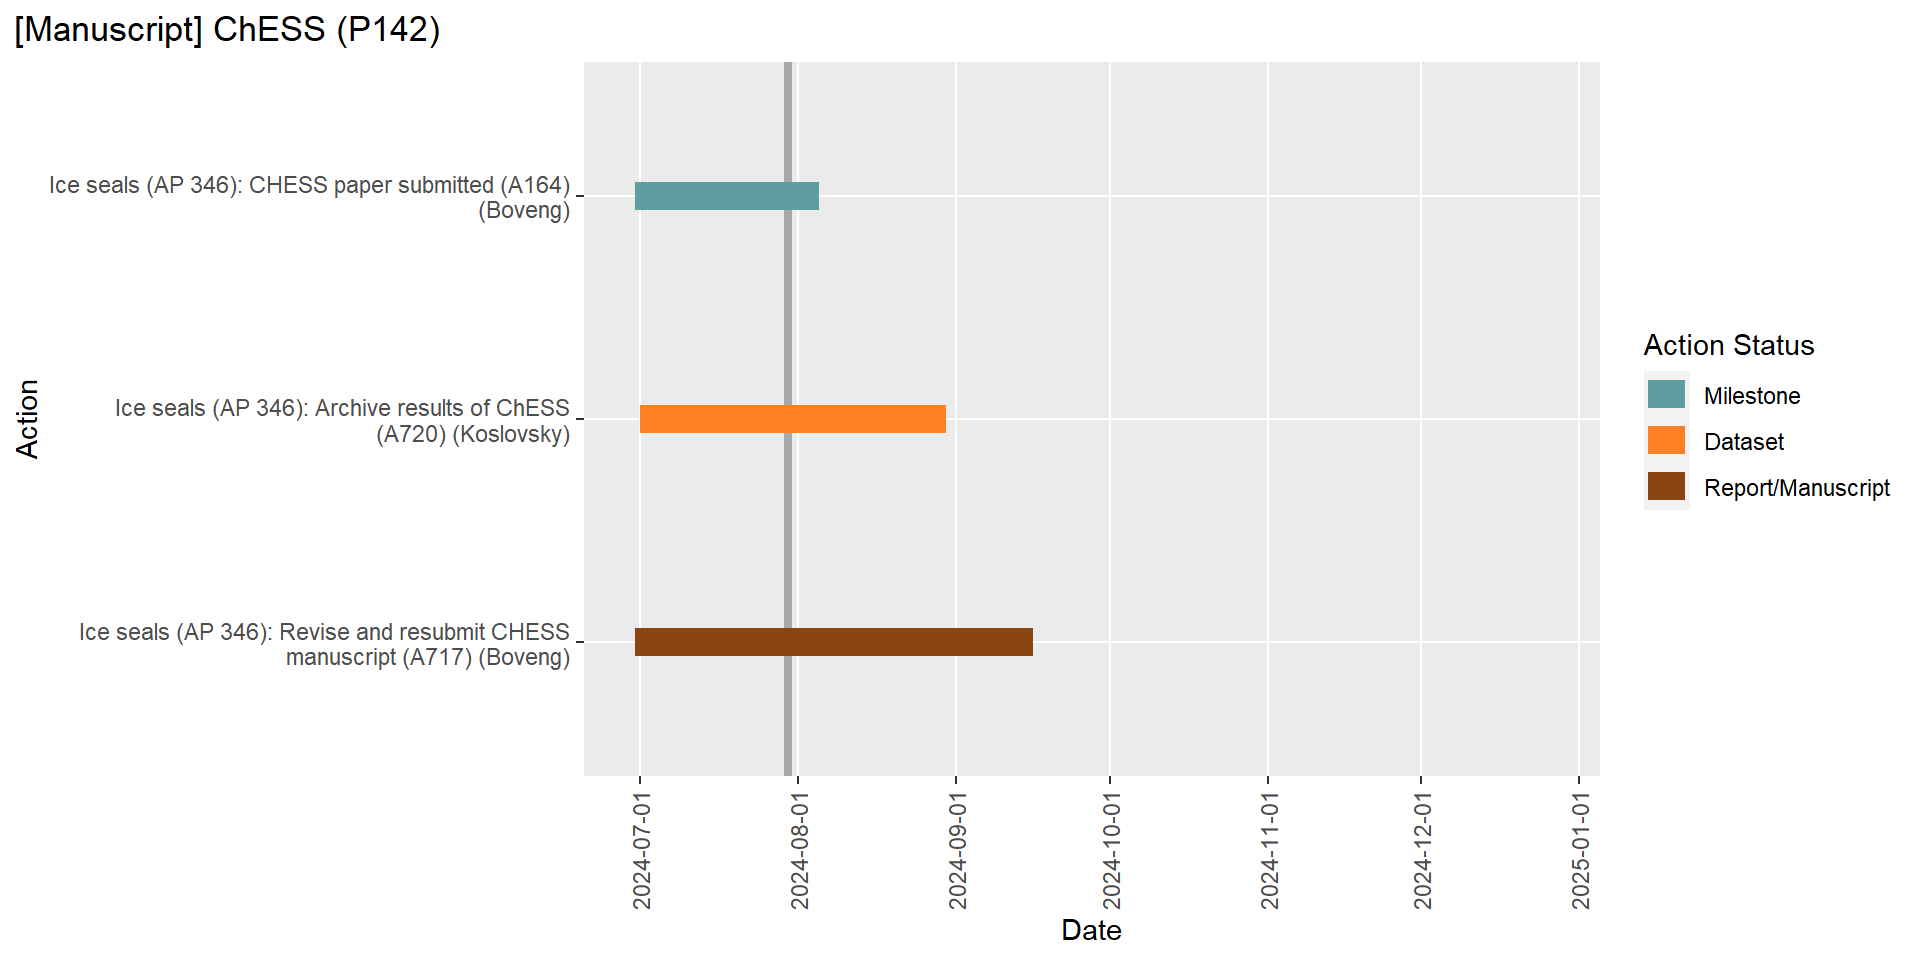 [Manuscript] ChESS (P142)
Action
Ice seals (AP 346): CHESS paper submitted (A164)
(Boveng)
Ice seals (AP 346): Archive results of ChESS
(A720) (Koslovsky)
Ice seals (AP 346): Revise and resubmit CHESS
manuscript (A717) (Boveng)
2024-07-01
2024-08-01
2024-09-01
2024-10-01
2024-11-01
2024-12-01
2025-01-01
Date
Action Status
Milestone
Dataset
Report/Manuscript